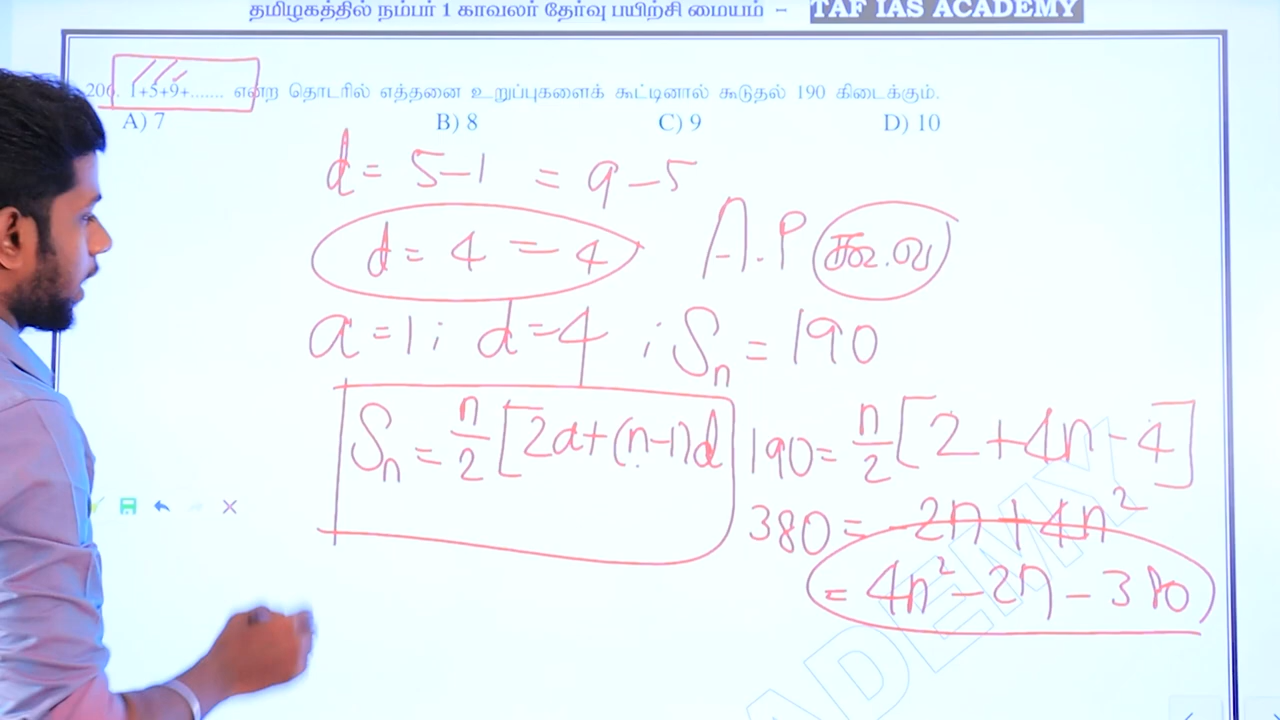 தமிழகத்தில் நம்பர் 1 காவலர் தேர்வு பயிற்சி மையம் – TAF IAS ACADEMY
206. 1+5+9+....... என்ற தொடரில் எத்தனை உறுப்புகளைக் கூட்டினால் கூடுதல் 190 கிடைக்கும்.
A) 7 B) 8 C) 9 D) 10
d = 5-1 = 9-5
d = 4 = 4 A.P கூ.வ
a = 1 ; d = 4 ; Sn = 190
Sn = n/2 [2a+(n-1)d
190 = n/2 [2+4n-4]
380 = -2n+4n²
= 4n²-2n-380
ADEMY